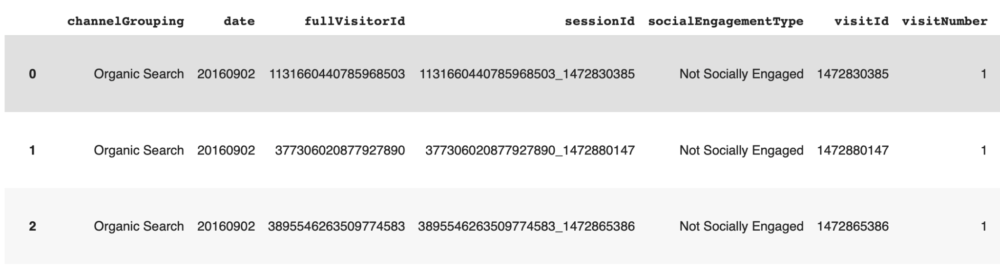 channelGrouping date fullVisitorId sessionId socialEngagementType visitId visitNumber
0 Organic Search 20160902 1131660440785968503 1131660440785968503_1472830385 Not Socially Engaged 1472830385 1
1 Organic Search 20160902 377306020877927890 377306020877927890_1472880147 Not Socially Engaged 1472880147 1
2 Organic Search 20160902 3895546263509774583 3895546263509774583_1472865386 Not Socially Engaged 1472865386 1